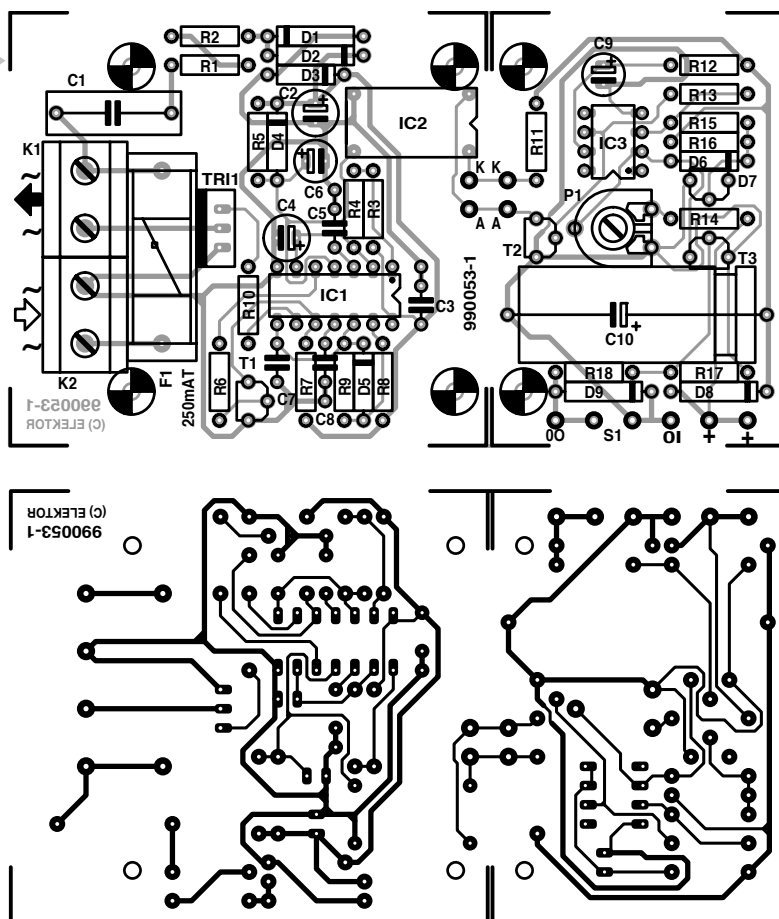 R2
R1
C1
K1
~
~
~
~
K2
TRI1
F1
250mAT
990053-1
(C) ELEKTOR
D1
D2
D3
C2
R5
D4
C6
C4
C5
R4
R3
IC2
IC1
C3
R10
R6
T1
C7
R7
C8
R9
D5
R8
990053-1
K K
A A
C9
R11
IC3
R12
R13
R15
R16
D6
D7
P1
R14
T2
T3
C10
R18
R17
D9
D8
00
S1
01
+
+
+
+
+
+
+
+
(C) ELEKTOR
990053-1